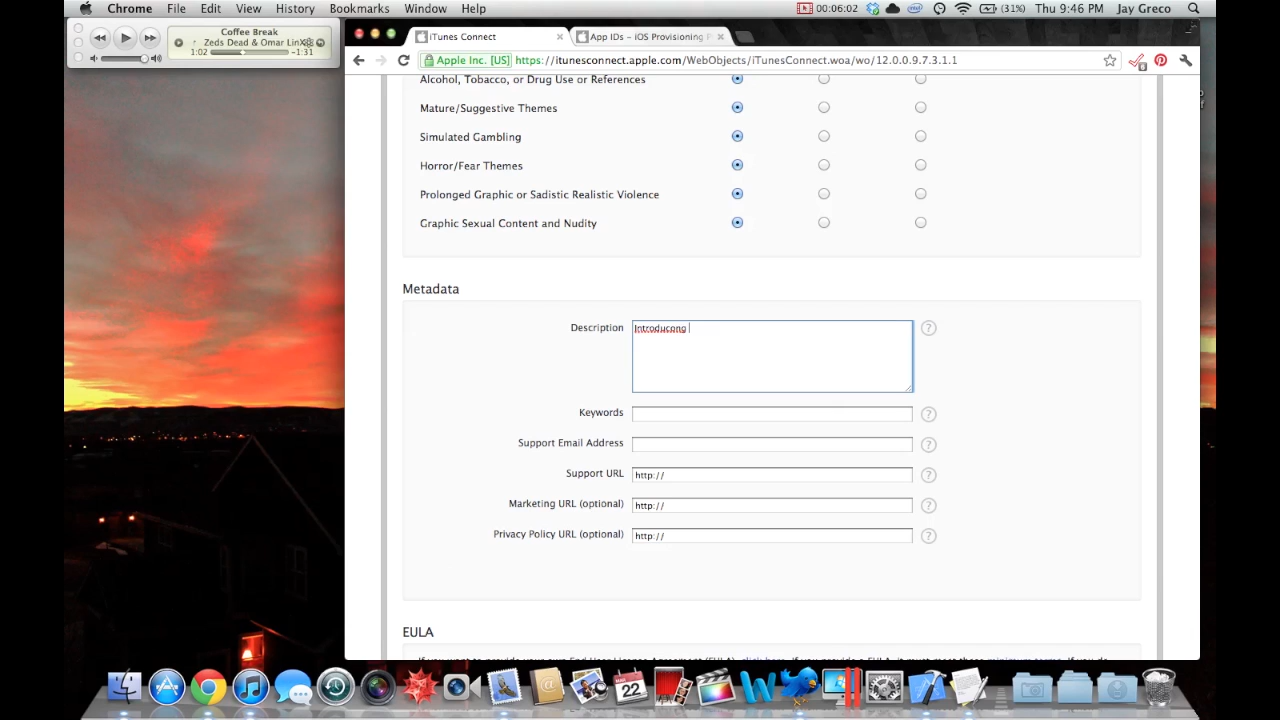 Chrome File Edit View History Bookmarks Window Help 00:06:02 (31%) Thu 9:46 PM Jay Greco
Coffee Break
Zeds Dead & Omar LinX
1:02 -1:31
iTunes Connect App IDs – iOS Provisioning P
Apple Inc. [US] https://itunesconnect.apple.com/WebObjects/iTunesConnect.woa/wo/12.0.0.9.7.3.1.1
Alcohol, Tobacco, or Drug Use or References
Mature/Suggestive Themes
Simulated Gambling
Horror/Fear Themes
Prolonged Graphic or Sadistic Realistic Violence
Graphic Sexual Content and Nudity
Metadata
Description Introducong
Keywords
Support Email Address
Support URL http://
Marketing URL (optional) http://
Privacy Policy URL (optional) http://
EULA
MAR
22